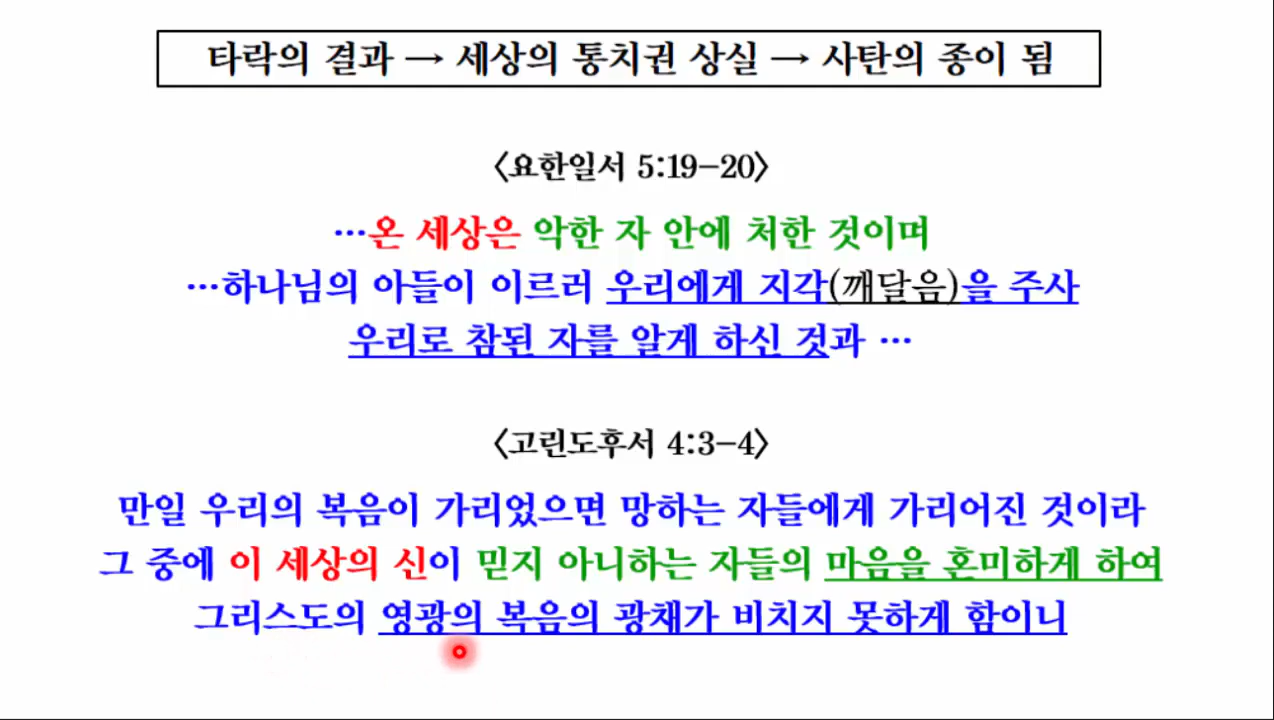 타락의 결과 → 세상의 통치권 상실 → 사탄의 종이 됨
〈요한일서 5:19-20〉
…온 세상은 악한 자 안에 처한 것이며
…하나님의 아들이 이르러 우리에게 지각(깨달음)을 주사
우리로 참된 자를 알게 하신 것과 …
〈고린도후서 4:3-4〉
만일 우리의 복음이 가리었으면 망하는 자들에게 가리어진 것이라
그 중에 이 세상의 신이 믿지 아니하는 자들의 마음을 혼미하게 하여
그리스도의 영광의 복음의 광채가 비치지 못하게 함이니